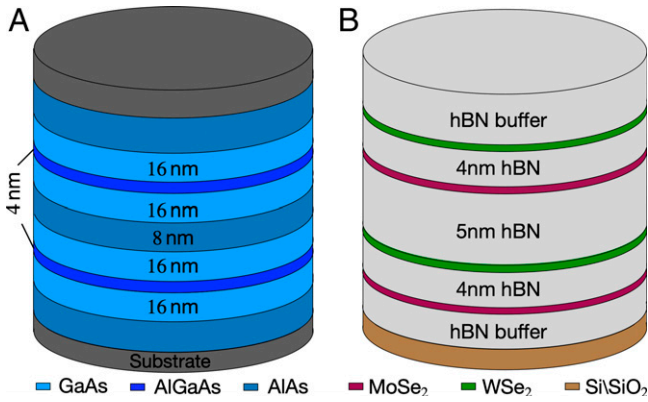 A
16 nm
16 nm
8 nm
16 nm
16 nm
4 nm
Substrate
GaAs AlGaAs AlAs
B
hBN buffer
4nm hBN
5nm hBN
4nm hBN
hBN buffer
MoSe₂ WSe₂ Si\SiO₂